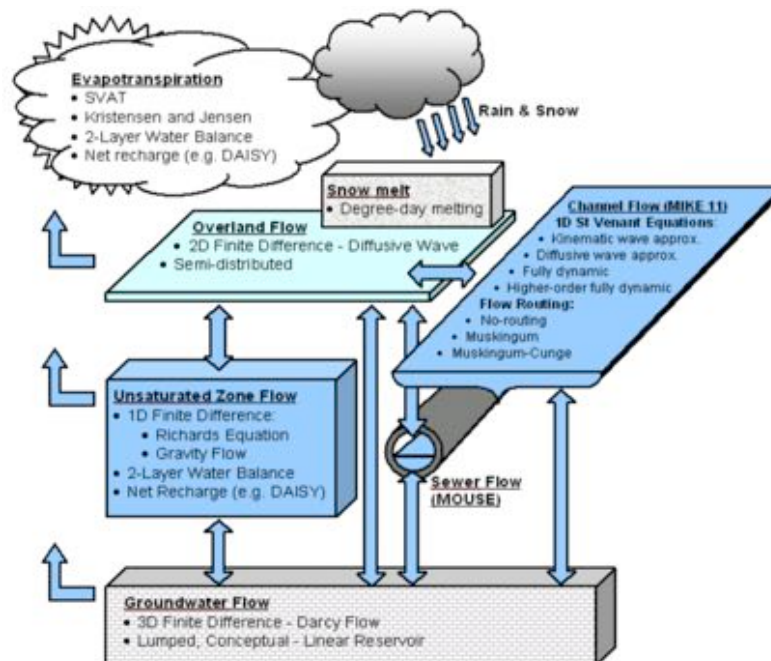 Evapotranspiration
• SVAT
• Kristensen and Jensen
• 2-Layer Water Balance
• Net recharge (e.g. DAISY)
Rain & Snow
Snow melt
• Degree-day melting
Overland Flow
• 2D Finite Difference - Diffusive Wave
• Semi-distributed
Channel Flow (MIKE 11)
1D St Venant Equations:
• Kinematic wave approx.
• Diffusive wave approx.
• Fully dynamic
• Higher-order fully dynamic
Flow Routing:
• No-routing
• Muskingum
• Muskingum-Cunge
Unsaturated Zone Flow
• 1D Finite Difference:
• Richards Equation
• Gravity Flow
• 2-Layer Water Balance
• Net Recharge (e.g. DAISY)
Sewer Flow
(MOUSE)
Groundwater Flow
• 3D Finite Difference - Darcy Flow
• Lumped, Conceptual - Linear Reservoir